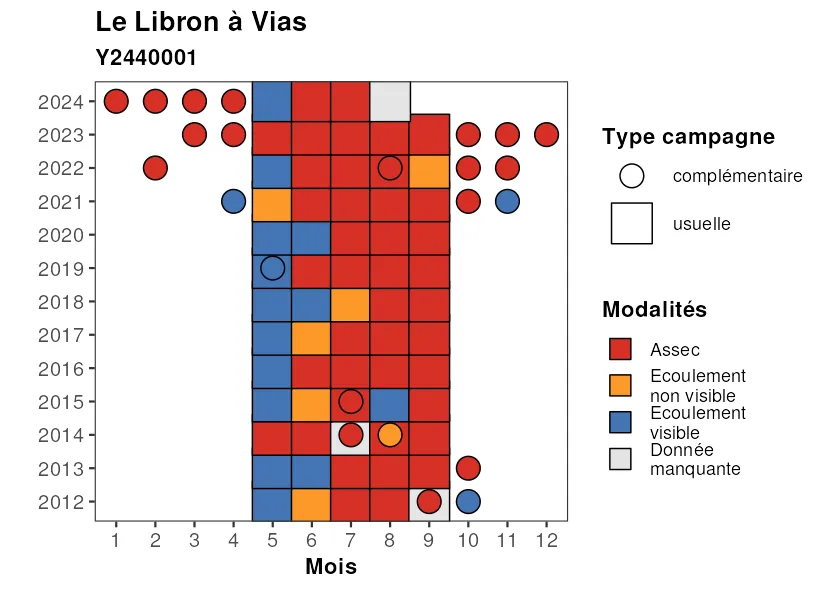 Le Libron à Vias
Y2440001
2024
2023
2022
2021
2020
2019
2018
2017
2016
2015
2014
2013
2012
1 2 3 4 5 6 7 8 9 10 11 12
Mois
Type campagne
complémentaire
usuelle
Modalités
Assec
Ecoulement
non visible
Ecoulement
visible
Donnée
manquante